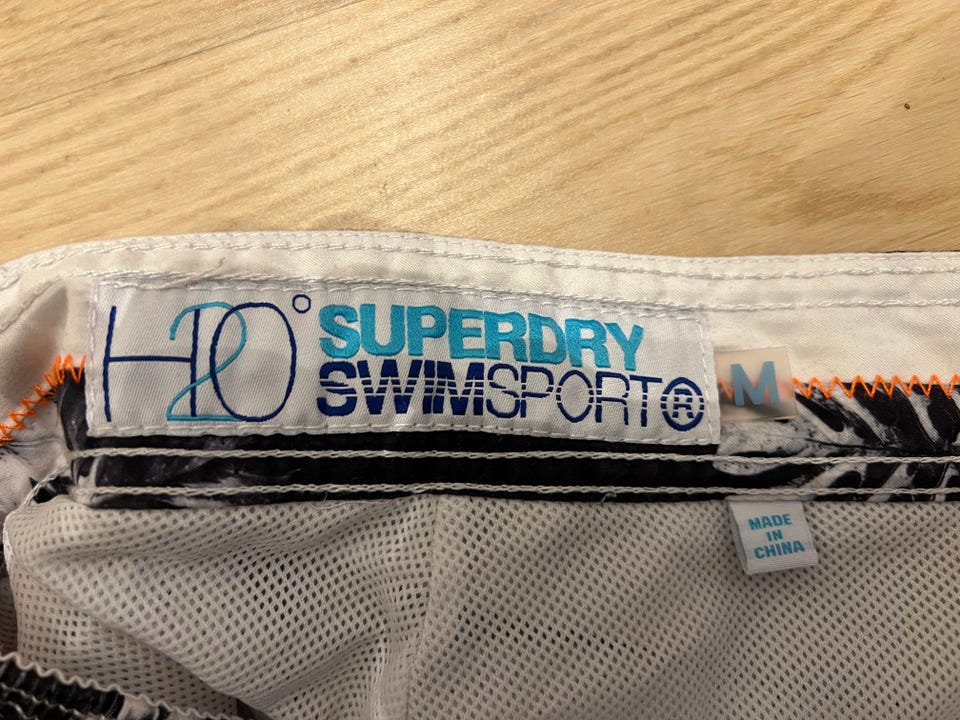 H2O°
SUPERDRY
SWIMSPORT®
M
MADE
IN
CHINA